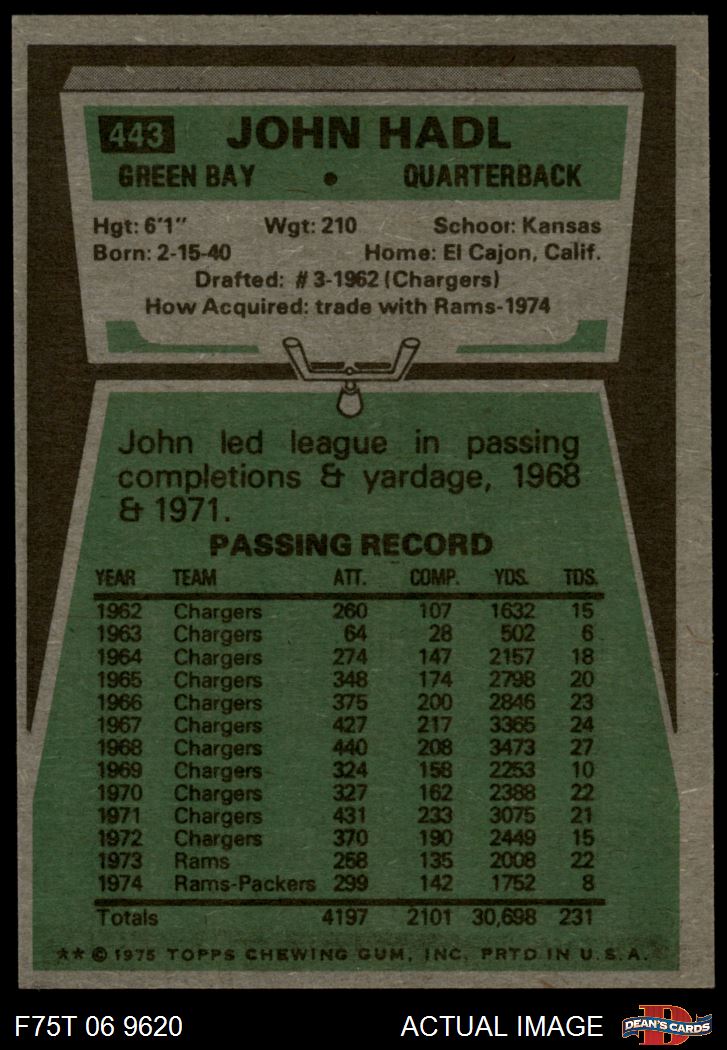 443 JOHN HADL
GREEN BAY • QUARTERBACK
Hgt: 6'1" Wgt: 210 School: Kansas
Born: 2-15-40 Home: El Cajon, Calif.
Drafted: #3-1962 (Chargers)
How Acquired: trade with Rams-1974
John led league in passing
completions & yardage, 1968
& 1971.
PASSING RECORD
YEAR TEAM ATT. COMP. YDS. TDS.
1962 Chargers 260 107 1632 15
1963 Chargers 64 28 502 6
1964 Chargers 274 147 2157 18
1965 Chargers 348 174 2798 20
1966 Chargers 375 200 2846 23
1967 Chargers 427 217 3365 24
1968 Chargers 440 208 3473 27
1969 Chargers 324 158 2253 10
1970 Chargers 327 162 2388 22
1971 Chargers 431 233 3075 21
1972 Chargers 370 190 2449 15
1973 Rams 258 135 2008 22
1974 Rams-Packers 299 142 1752 8
Totals 4197 2101 30,698 231
** © 1975 TOPPS CHEWING GUM, INC. PRTD IN U.S.A.
F75T 06 9620 ACTUAL IMAGE
D
DEAN'S CARDS